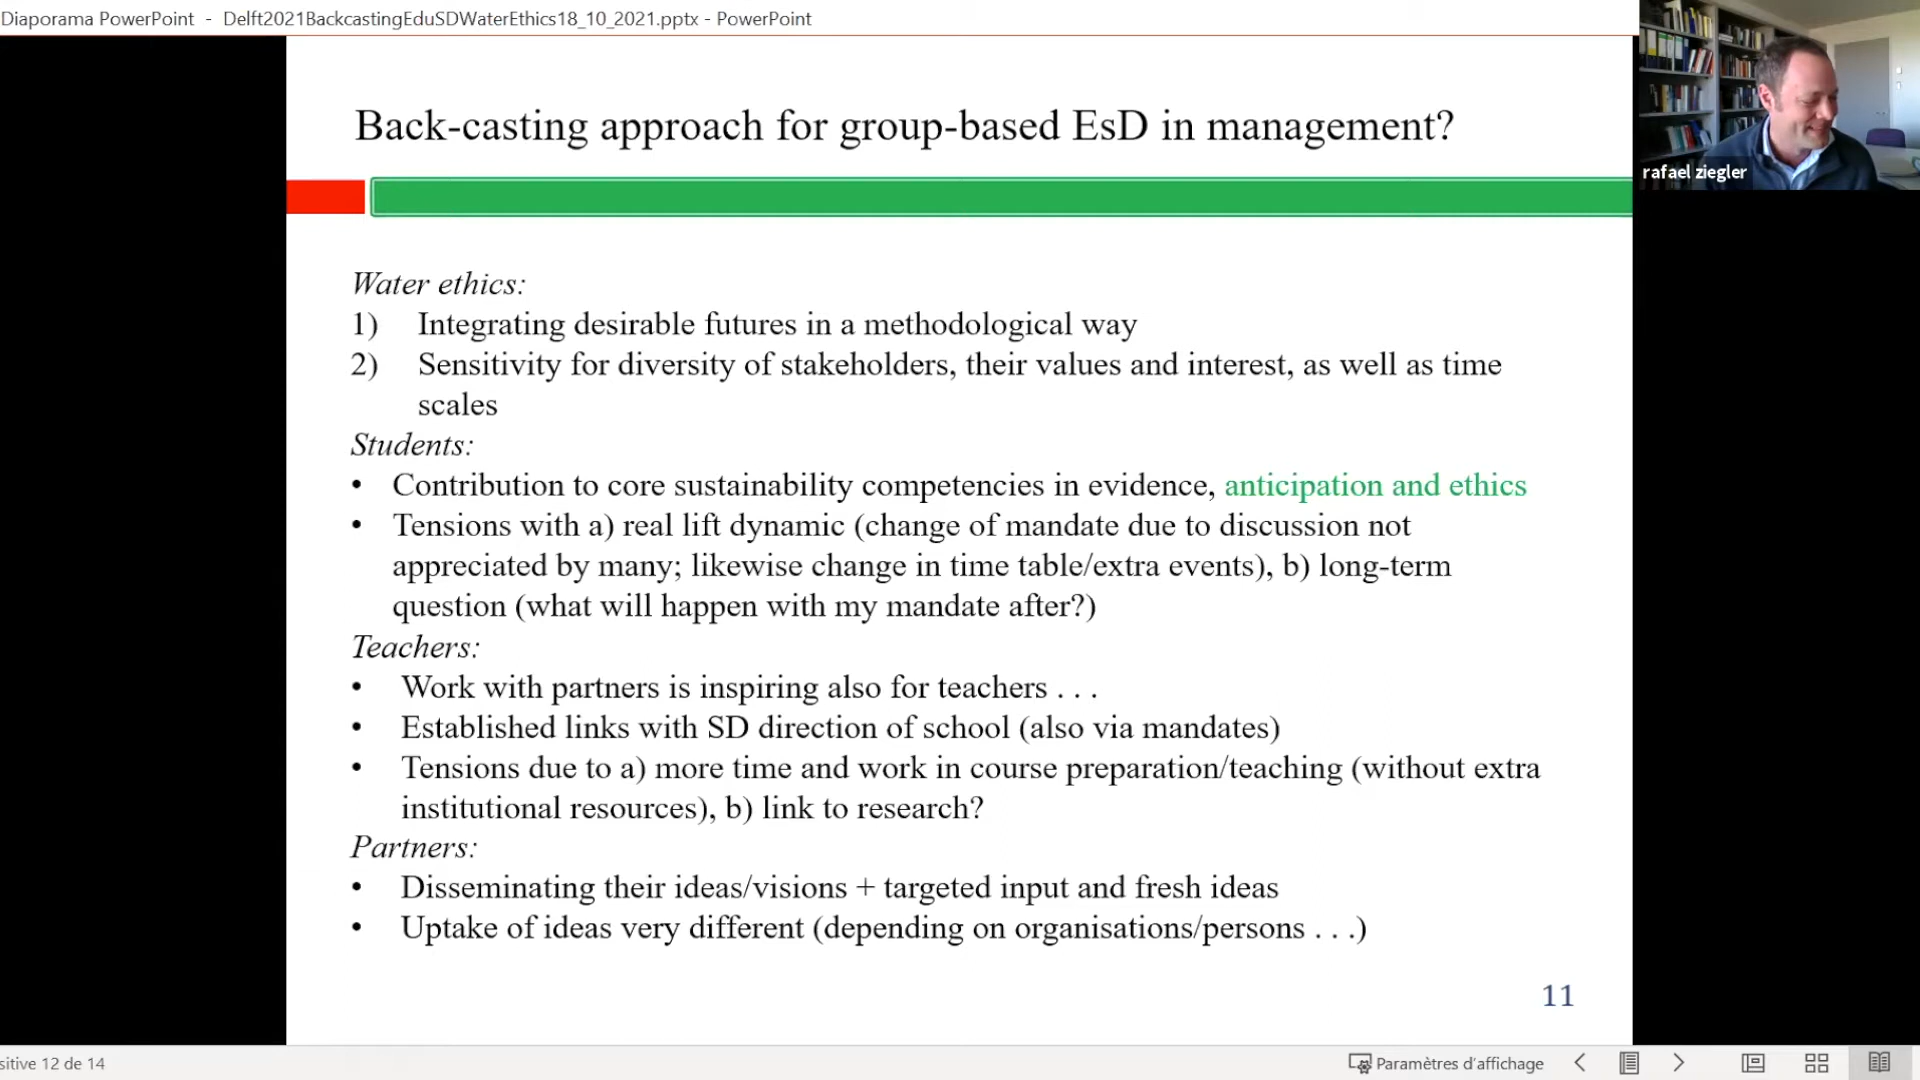 Diaporama PowerPoint - Delft2021BackcastingEduSDWaterEthics18_10_2021.pptx - PowerPoint
rafael ziegler
Back-casting approach for group-based EsD in management?
Water ethics:
1) Integrating desirable futures in a methodological way
2) Sensitivity for diversity of stakeholders, their values and interest, as well as time
scales
Students:
• Contribution to core sustainability competencies in evidence, anticipation and ethics
• Tensions with a) real lift dynamic (change of mandate due to discussion not
appreciated by many; likewise change in time table/extra events), b) long-term
question (what will happen with my mandate after?)
Teachers:
• Work with partners is inspiring also for teachers . . .
• Established links with SD direction of school (also via mandates)
• Tensions due to a) more time and work in course preparation/teaching (without extra
institutional resources), b) link to research?
Partners:
• Disseminating their ideas/visions + targeted input and fresh ideas
• Uptake of ideas very different (depending on organisations/persons . . .)
11
sitive 12 de 14
Paramètres d'affichage